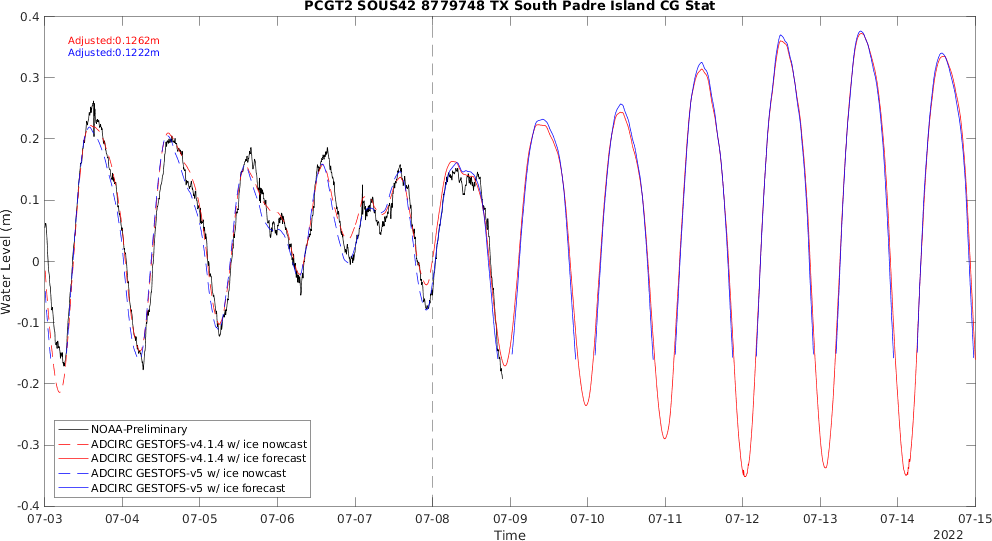 PCGT2 SOUS42 8779748 TX South Padre Island CG Stat
Adjusted:0.1262m
Adjusted:0.1222m
0.4
0.3
0.2
0.1
0
-0.1
-0.2
-0.3
-0.4
Water Level (m)
NOAA-Preliminary
ADCIRC GESTOFS-v4.1.4 w/ ice nowcast
ADCIRC GESTOFS-v4.1.4 w/ ice forecast
ADCIRC GESTOFS-v5 w/ ice nowcast
ADCIRC GESTOFS-v5 w/ ice forecast
07-03 07-04 07-05 07-06 07-07 07-08 07-09 07-10 07-11 07-12 07-13 07-14 07-15
Time
2022